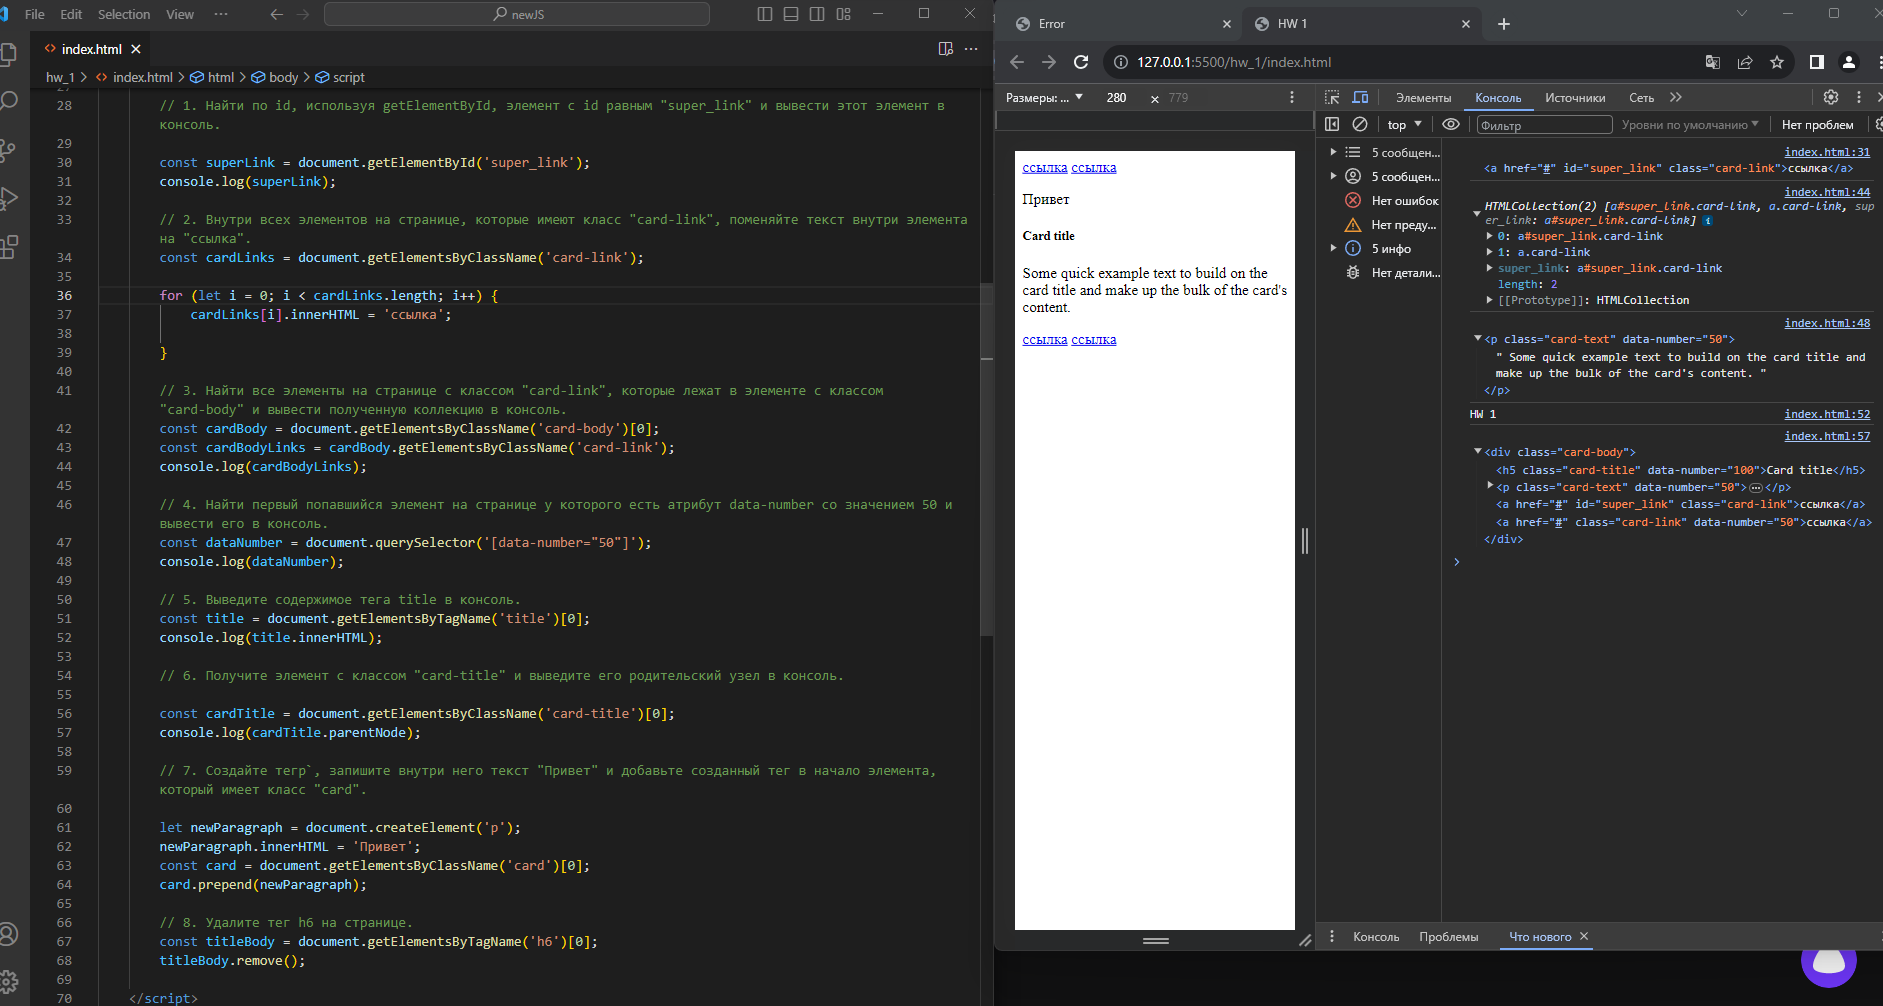 File Edit Selection View ··· newJS
index.html
hw_1 > index.html > html > body > script
27
28 // 1. Найти по id, используя getElementById, элемент с id равным "super_link" и вывести этот элемент в
консоль.
29
30 const superLink = document.getElementById('super_link');
31 console.log(superLink);
32
33 // 2. Внутри всех элементов на странице, которые имеют класс "card-link", поменяйте текст внутри элемента
на "ссылка".
34 const cardLinks = document.getElementsByClassName('card-link');
35
36 for (let i = 0; i < cardLinks.length; i++) {
37 cardLinks[i].innerHTML = 'ссылка';
38
39 }
40
41 // 3. Найти все элементы на странице с классом "card-link", которые лежат в элементе с классом
"card-body" и вывести полученную коллекцию в консоль.
42 const cardBody = document.getElementsByClassName('card-body')[0];
43 const cardBodyLinks = cardBody.getElementsByClassName('card-link');
44 console.log(cardBodyLinks);
45
46 // 4. Найти первый попавшийся элемент на странице у которого есть атрибут data-number со значением 50 и
вывести его в консоль.
47 const dataNumber = document.querySelector('[data-number="50"]');
48 console.log(dataNumber);
49
50 // 5. Выведите содержимое тега title в консоль.
51 const title = document.getElementsByTagName('title')[0];
52 console.log(title.innerHTML);
53
54 // 6. Получите элемент с классом "card-title" и выведите его родительский узел в консоль.
55
56 const cardTitle = document.getElementsByClassName('card-title')[0];
57 console.log(cardTitle.parentNode);
58
59 // 7. Создайте тегp`, запишите внутри него текст "Привет" и добавьте созданный тег в начало элемента,
который имеет класс "card".
60
61 let newParagraph = document.createElement('p');
62 newParagraph.innerHTML = 'Привет';
63 const card = document.getElementsByClassName('card')[0];
64 card.prepend(newParagraph);
65
66 // 8. Удалите тег h6 на странице.
67 const titleBody = document.getElementsByTagName('h6')[0];
68 titleBody.remove();
69
70 </script>
Error
HW 1
127.0.0.1:5500/hw_1/index.html
Размеры: ... 280 × 779
ссылка ссылка
Привет
Card title
Some quick example text to build on the
card title and make up the bulk of the card's
content.
ссылка ссылка
Элементы Консоль Источники Сеть
top Фильтр Уровни по умолчанию Нет проблем
5 сообщен...
5 сообщен...
Нет ошибок
Нет преду...
5 инфо
Нет детали...
index.html:31
<a href="#" id="super_link" class="card-link">ссылка</a>
index.html:44
HTMLCollection(2) [a#super_link.card-link, a.card-link, sup
er_link: a#super_link.card-link] i
0: a#super_link.card-link
1: a.card-link
super_link: a#super_link.card-link
length: 2
[[Prototype]]: HTMLCollection
index.html:48
<p class="card-text" data-number="50">
" Some quick example text to build on the card title and
make up the bulk of the card's content. "
</p>
HW 1 index.html:52
index.html:57
<div class="card-body">
<h5 class="card-title" data-number="100">Card title</h5>
<p class="card-text" data-number="50">…</p>
<a href="#" id="super_link" class="card-link">ссылка</a>
<a href="#" class="card-link" data-number="50">ссылка</a>
</div>
Консоль Проблемы Что нового